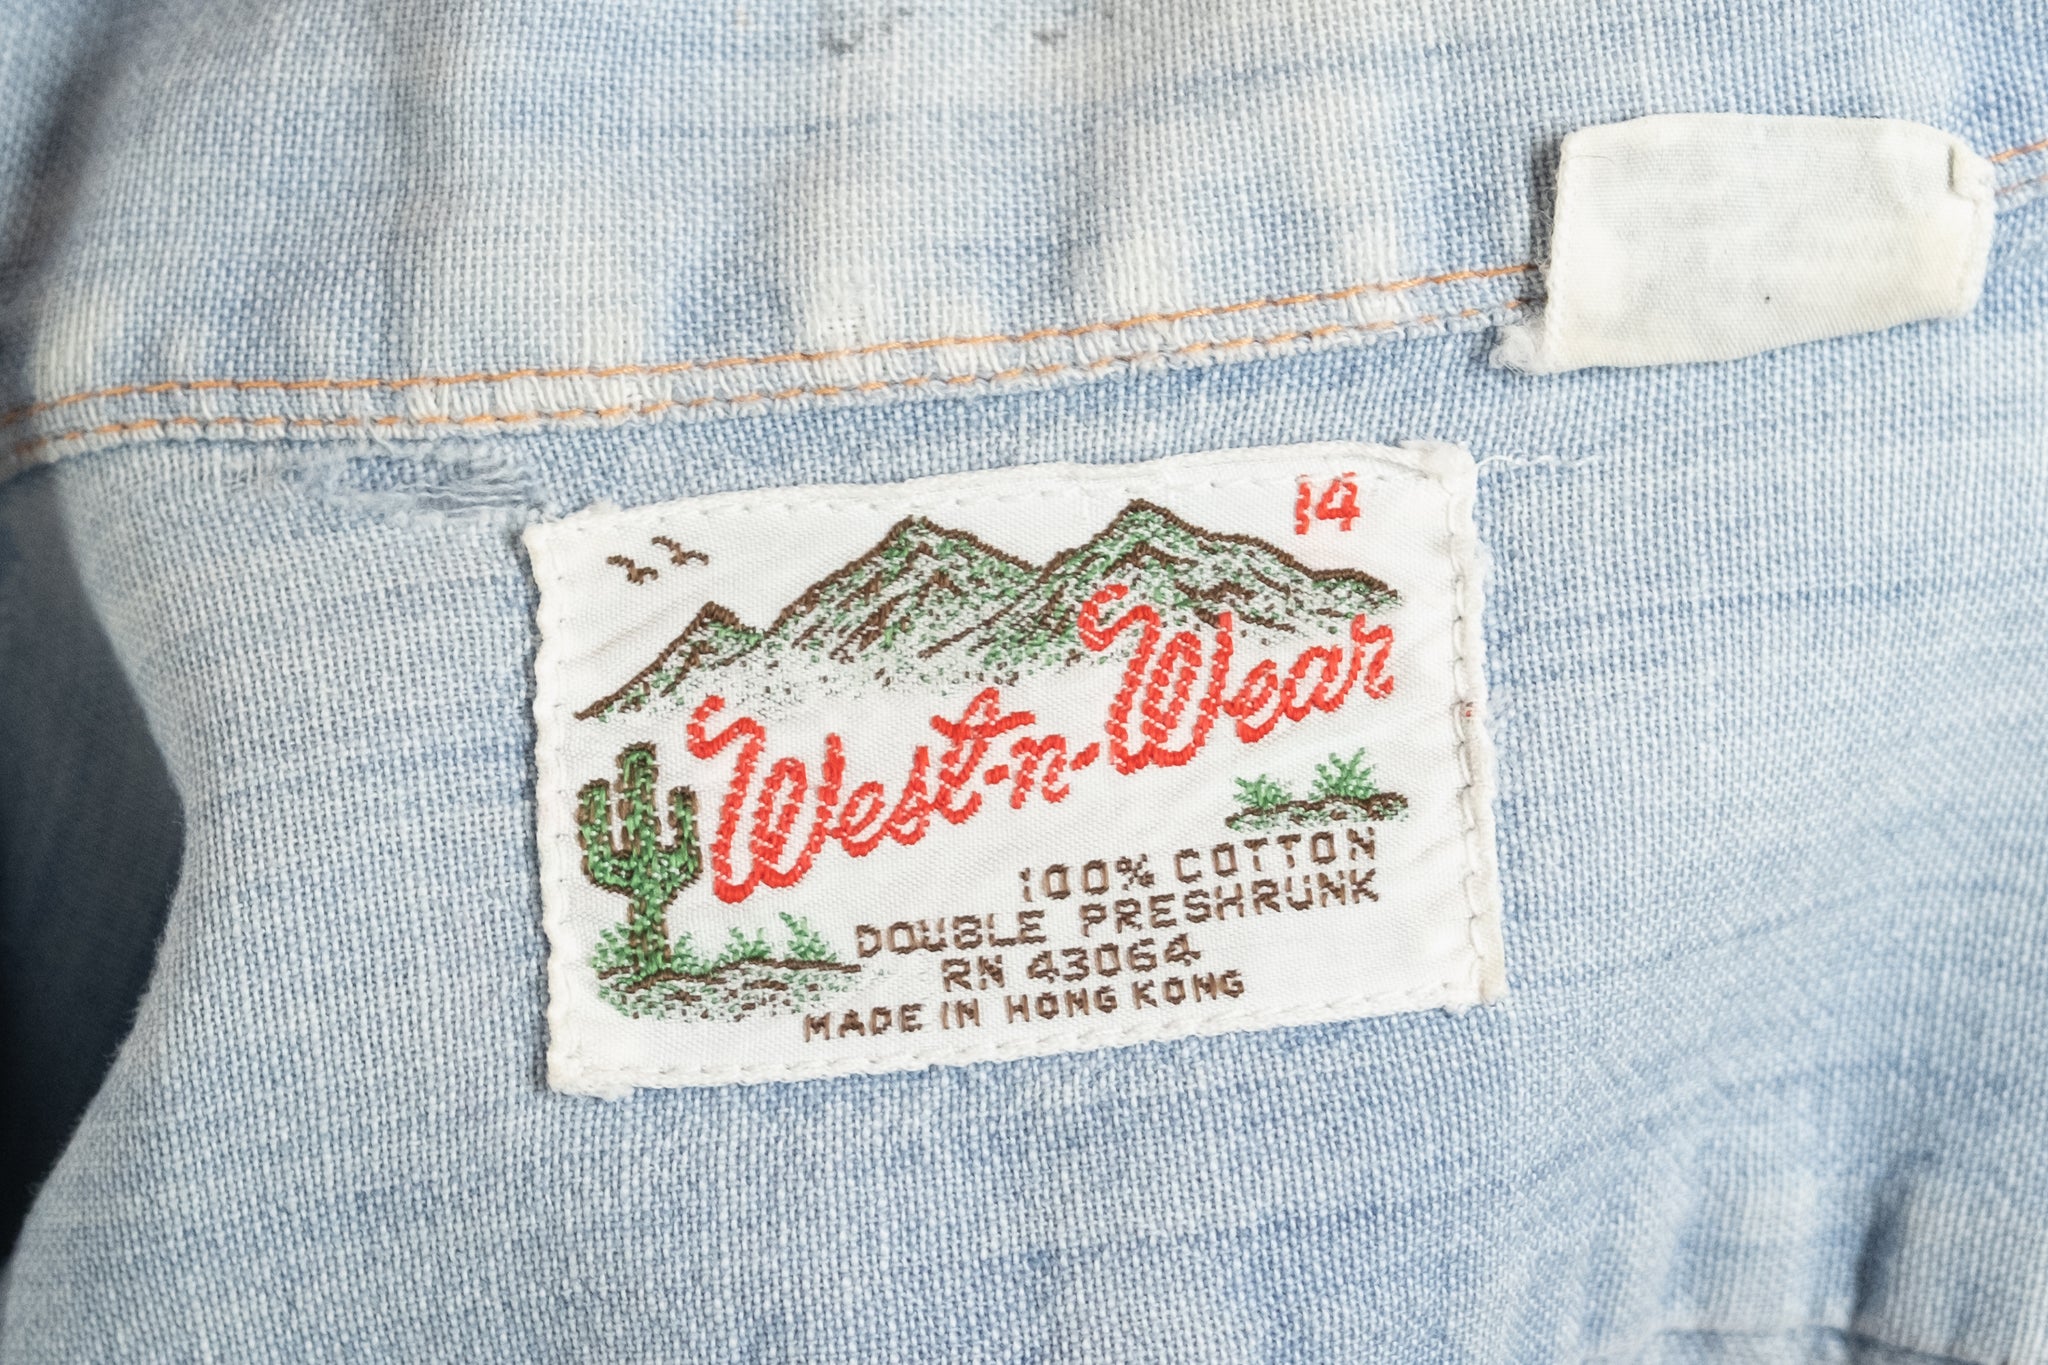 14
West-n-Wear
100% COTTON
DOUBLE PRESHRUNK
RN 43064
MADE IN HONG KONG